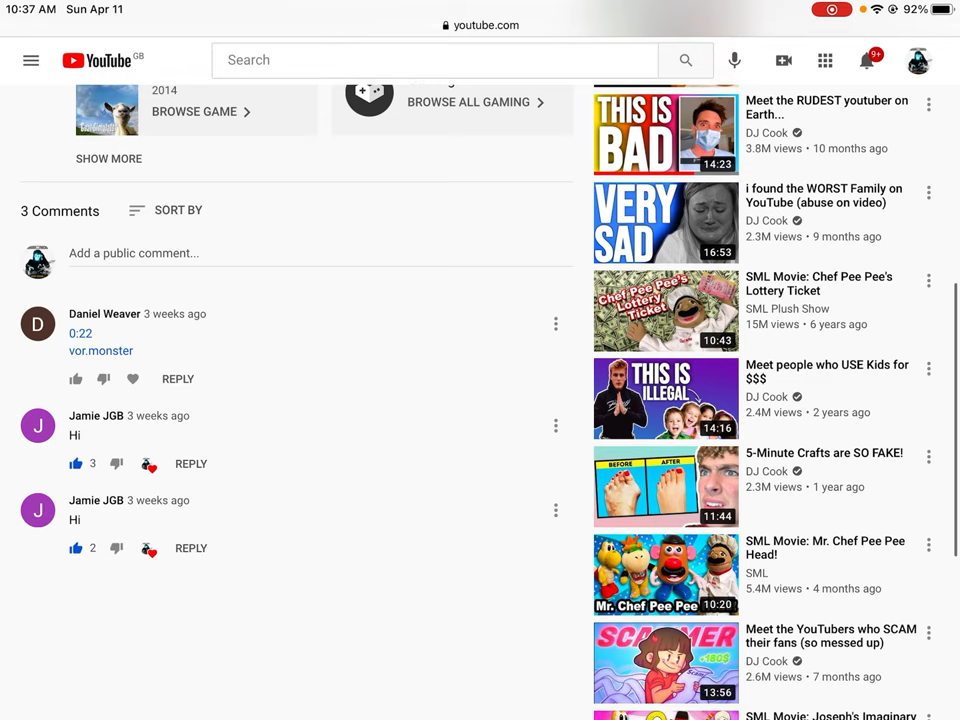 10:37 AM Sun Apr 11
92%
youtube.com
YouTube GB
Search
9+
2014
BROWSE GAME
BROWSE ALL GAMING
SHOW MORE
3 Comments
SORT BY
Add a public comment...
D
Daniel Weaver 3 weeks ago
0:22
vor.monster
REPLY
J
Jamie JGB 3 weeks ago
Hi
3
REPLY
J
Jamie JGB 3 weeks ago
Hi
2
REPLY
THIS IS
BAD
14:23
Meet the RUDEST youtuber on
Earth...
DJ Cook
3.8M views • 10 months ago
VERY
SAD
16:53
i found the WORST Family on
YouTube (abuse on video)
DJ Cook
2.3M views • 9 months ago
Chef Pee Pee's
Lottery
Ticket
10:43
SML Movie: Chef Pee Pee's
Lottery Ticket
SML Plush Show
15M views • 6 years ago
THIS IS
ILLEGAL
14:16
Meet people who USE Kids for
$$$
DJ Cook
2.4M views • 2 years ago
BEFORE
AFTER
11:44
5-Minute Crafts are SO FAKE!
DJ Cook
2.3M views • 1 year ago
Mr. Chef Pee Pee
10:20
SML Movie: Mr. Chef Pee Pee
Head!
SML
5.4M views • 4 months ago
SCAMMER
13:56
Meet the YouTubers who SCAM
their fans (so messed up)
DJ Cook
2.6M views • 7 months ago
SML Movie: Joseph's Imaginary